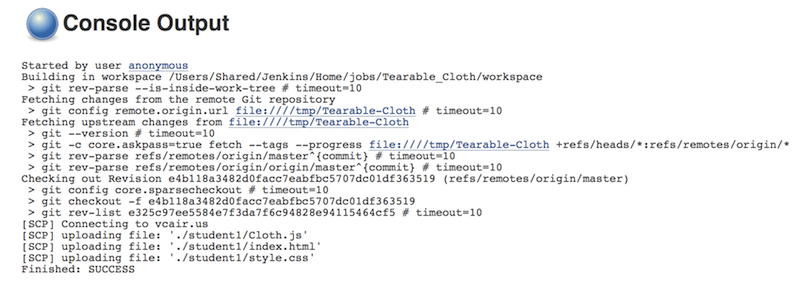 Console Output
Started by user anonymous
Building in workspace /Users/Shared/Jenkins/Home/jobs/Tearable_Cloth/workspace
> git rev-parse --is-inside-work-tree # timeout=10
Fetching changes from the remote Git repository
> git config remote.origin.url file:////tmp/Tearable-Cloth # timeout=10
Fetching upstream changes from file:////tmp/Tearable-Cloth
> git --version # timeout=10
> git -c core.askpass=true fetch --tags --progress file:////tmp/Tearable-Cloth +refs/heads/*:refs/remotes/origin/*
> git rev-parse refs/remotes/origin/master^{commit} # timeout=10
> git rev-parse refs/remotes/origin/origin/master^{commit} # timeout=10
Checking out Revision e4b118a3482d0facc7eabfbc5707dc01df363519 (refs/remotes/origin/master)
> git config core.sparsecheckout # timeout=10
> git checkout -f e4b118a3482d0facc7eabfbc5707dc01df363519
> git rev-list e325c97ee5584e7f3da7f6c94828e94115464cf5 # timeout=10
[SCP] Connecting to vcair.us
[SCP] uploading file: './student1/Cloth.js'
[SCP] uploading file: './student1/index.html'
[SCP] uploading file: './student1/style.css'
Finished: SUCCESS